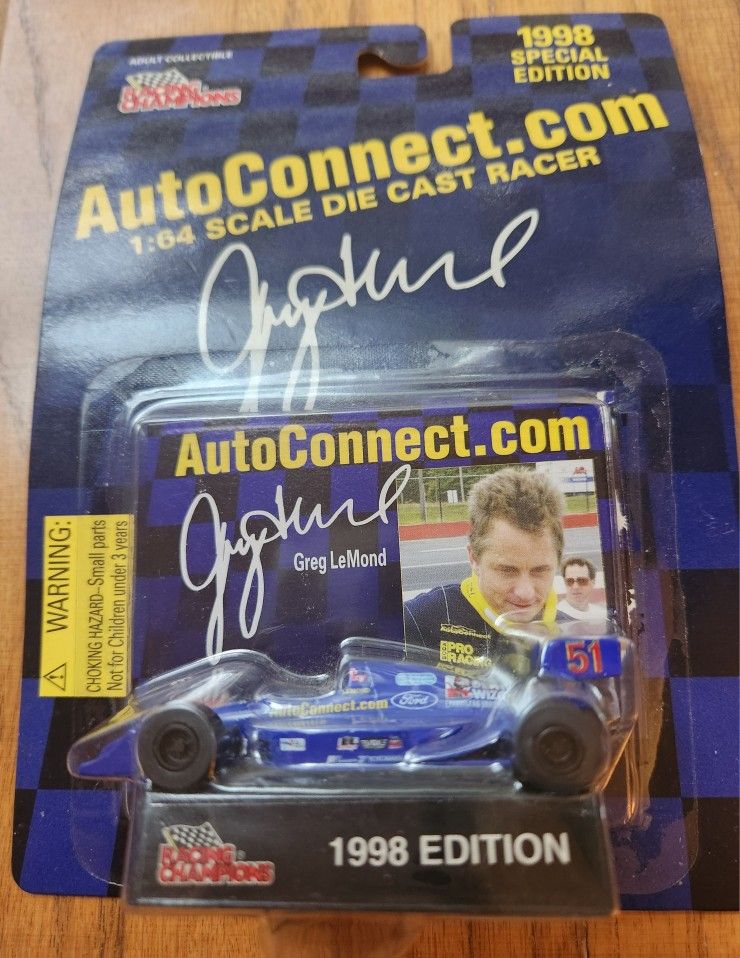 ADULT COLLECTIBLE
RACING
CHAMPIONS
1998
SPECIAL
EDITION
AutoConnect.com
1:64 SCALE DIE CAST RACER
AutoConnect.com
Greg LeMond
WARNING:
CHOKING HAZARD–Small parts
Not for Children under 3 years
AutoConnect
PRO
51
AutoConnect.com
Ford
RACING
CHAMPIONS
1998 EDITION